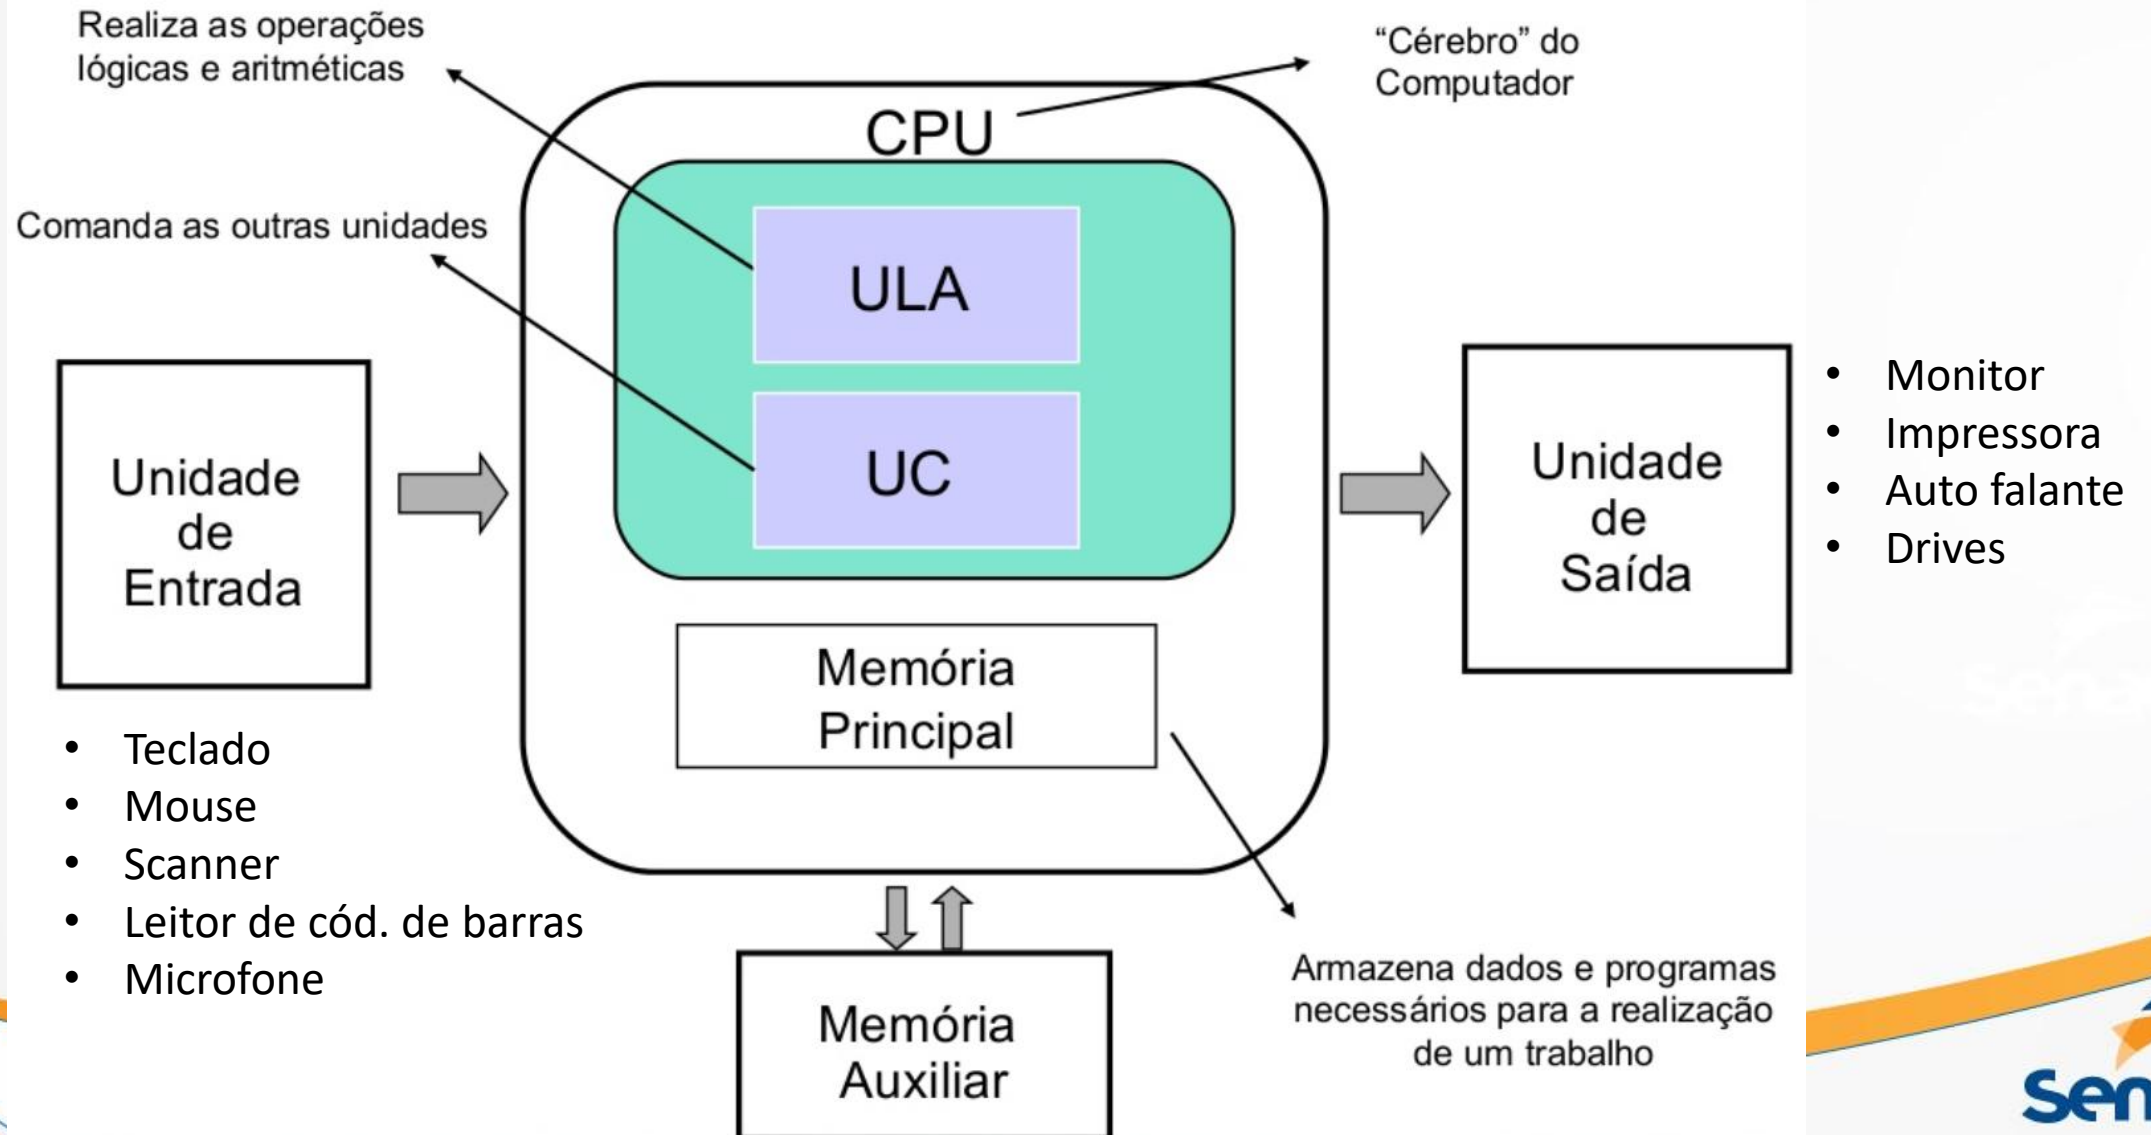 Realiza as operações
lógicas e aritméticas
“Cérebro” do
Computador
CPU
Comanda as outras unidades
ULA
UC
Unidade
de
Entrada
Unidade
de
Saída
• Monitor
• Impressora
• Auto falante
• Drives
Memória
Principal
• Teclado
• Mouse
• Scanner
• Leitor de cód. de barras
• Microfone
Armazena dados e programas
necessários para a realização
de um trabalho
Memória
Auxiliar